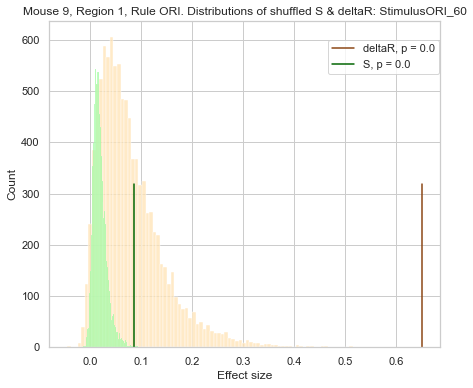 Mouse 9, Region 1, Rule ORI. Distributions of shuffled S & deltaR: StimulusORI_60
600
500
400
300
200
100
0
Count
deltaR, p = 0.0
S, p = 0.0
0.0 0.1 0.2 0.3 0.4 0.5 0.6
Effect size